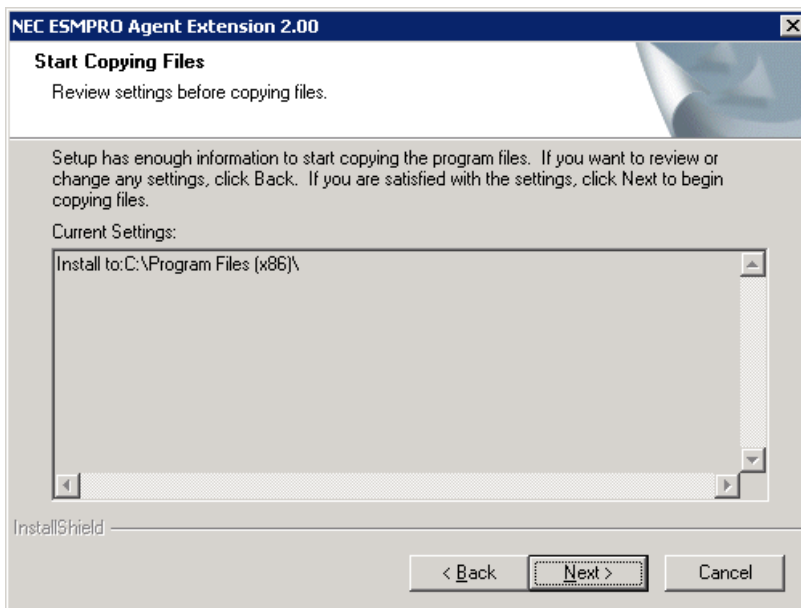 NEC ESMPRO Agent Extension 2.00
Start Copying Files
Review settings before copying files.
Setup has enough information to start copying the program files.  If you want to review or
change any settings, click Back.  If you are satisfied with the settings, click Next to begin
copying files.
Current Settings:
Install to:C:\Program Files (x86)\
InstallShield
< Back
Next >
Cancel